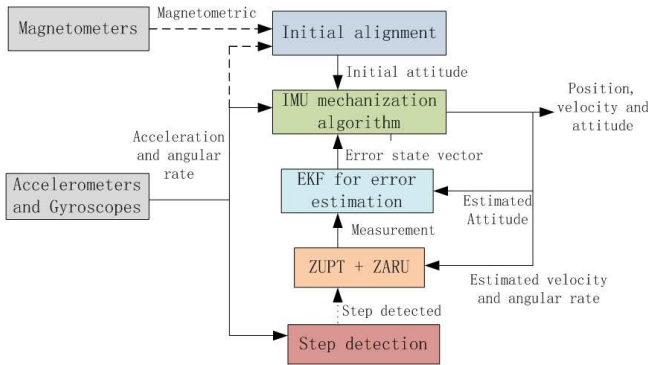 Magnetometers
Magnetometric
Initial alignment
Initial attitude
Position,
velocity and
attitude
IMU mechanization
algorithm
Acceleration
and angular
rate
Error state vector
Accelerometers
and Gyroscopes
EKF for error
estimation
Estimated
Attitude
Measurement
ZUPT + ZARU
Estimated velocity
and angular rate
Step detected
Step detection